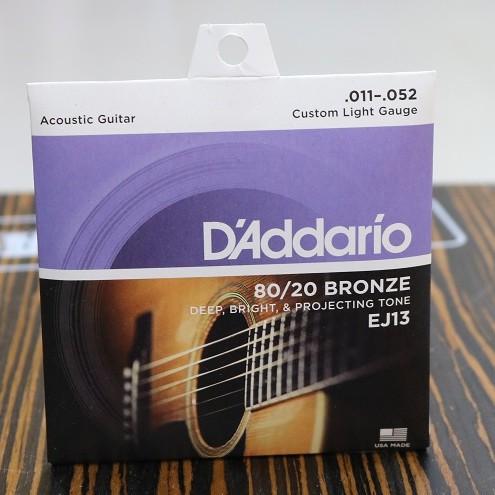 .011–.052
Acoustic Guitar
Custom Light Gauge
D'Addario
80/20 BRONZE
DEEP, BRIGHT, & PROJECTING TONE
EJ13
USA MADE